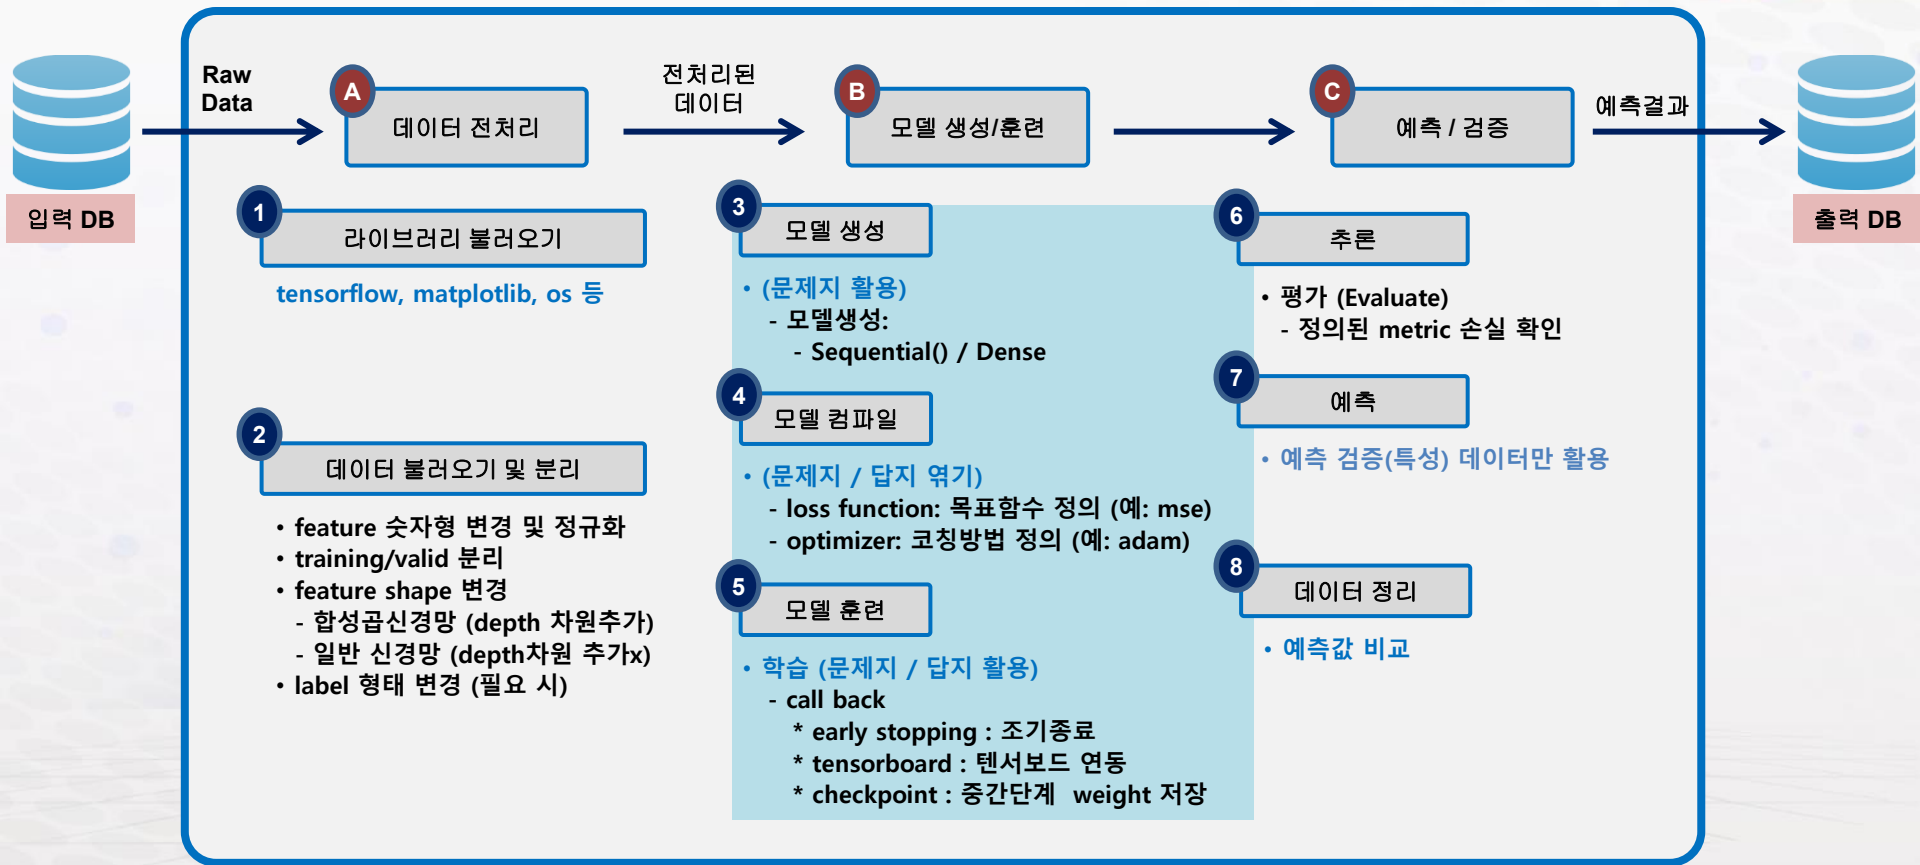 입력 DB
Raw
Data
A
데이터 전처리
전처리된
데이터
B
모델 생성/훈련
C
예측 / 검증
예측결과
출력 DB
1
라이브러리 불러오기
tensorflow, matplotlib, os 등
2
데이터 불러오기 및 분리
• feature 숫자형 변경 및 정규화
• training/valid 분리
• feature shape 변경
- 합성곱신경망 (depth 차원추가)
- 일반 신경망 (depth차원 추가x)
• label 형태 변경 (필요 시)
3
모델 생성
• (문제지 활용)
- 모델생성:
- Sequential() / Dense
4
모델 컴파일
• (문제지 / 답지 엮기)
- loss function: 목표함수 정의 (예: mse)
- optimizer: 코칭방법 정의 (예: adam)
5
모델 훈련
• 학습 (문제지 / 답지 활용)
- call back
* early stopping : 조기종료
* tensorboard : 텐서보드 연동
* checkpoint : 중간단계 weight 저장
6
추론
• 평가 (Evaluate)
- 정의된 metric 손실 확인
7
예측
• 예측 검증(특성) 데이터만 활용
8
데이터 정리
• 예측값 비교